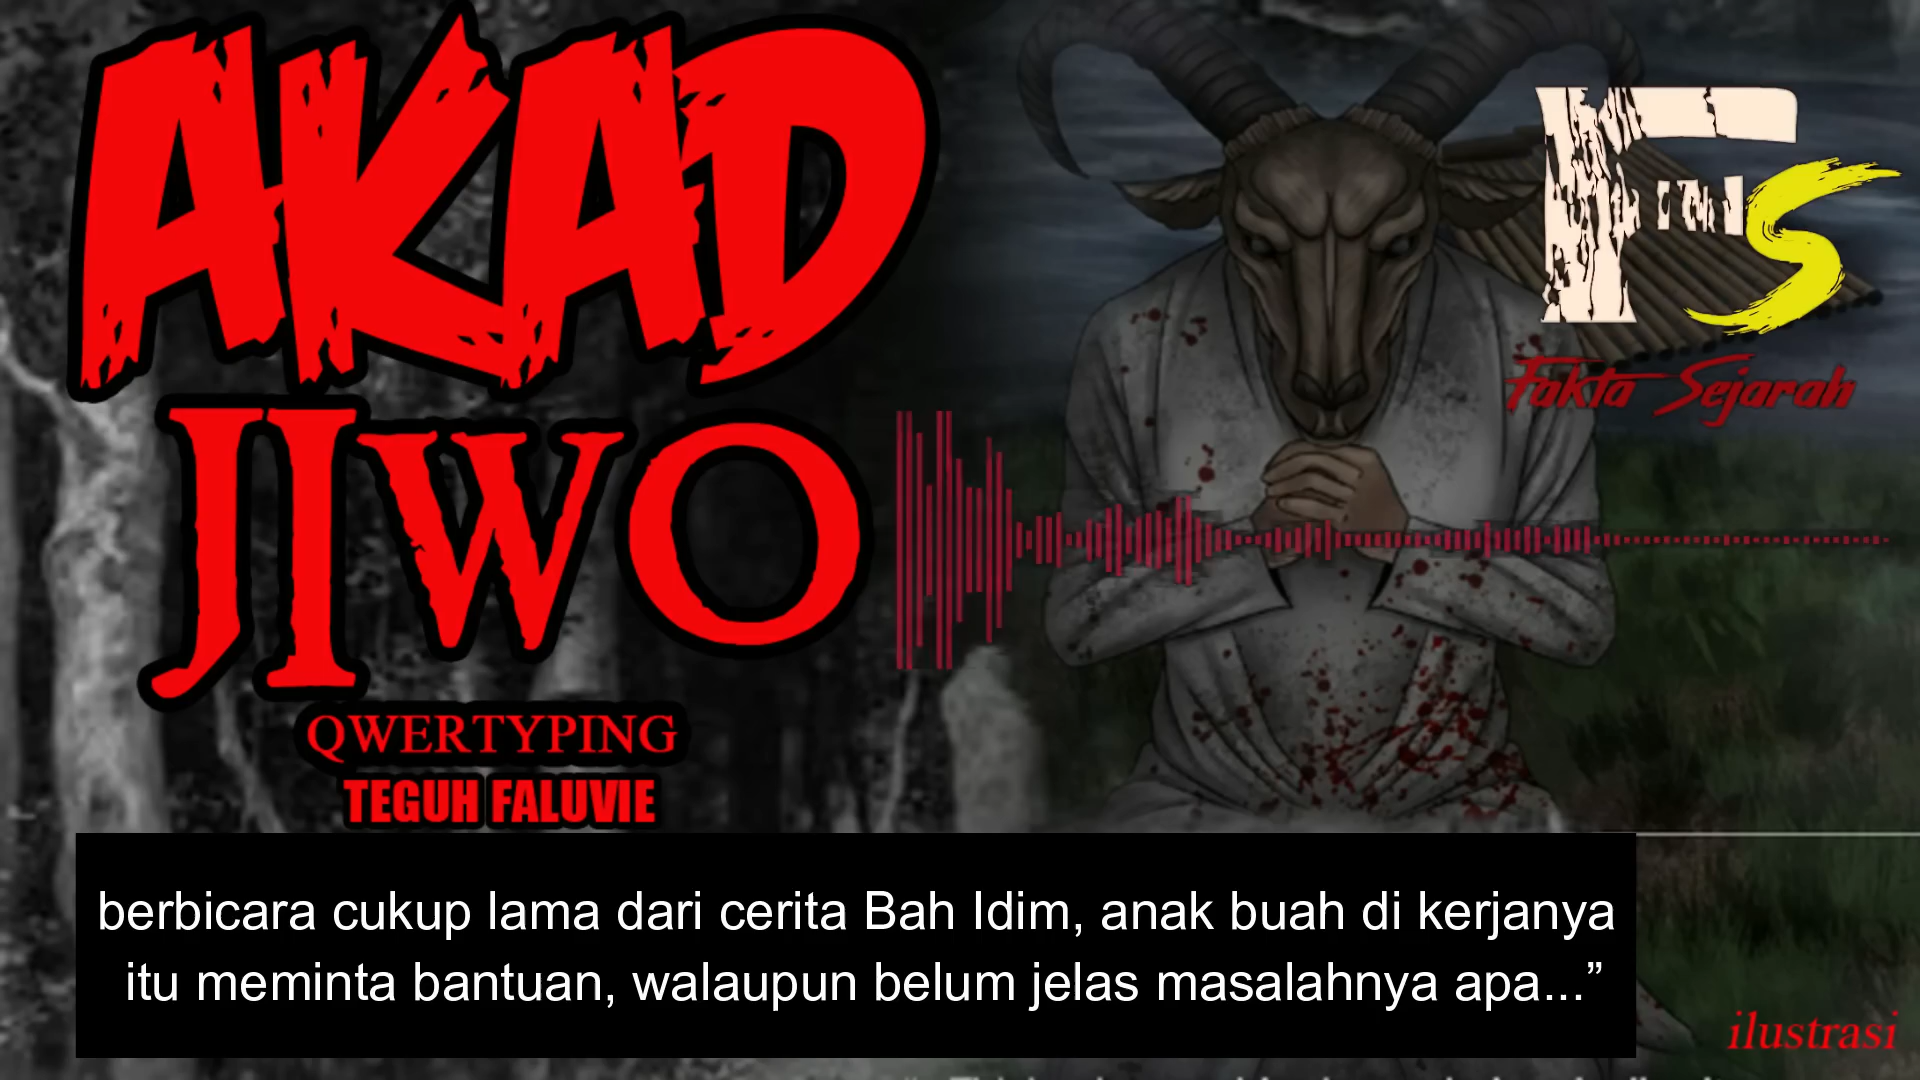 AKAD
JIWO
QWERTYPING
TEGUH FALUVIE
FS
Fakta Sejarah
berbicara cukup lama dari cerita Bah Idim, anak buah di kerjanya
itu meminta bantuan, walaupun belum jelas masalahnya apa...”
ilustrasi